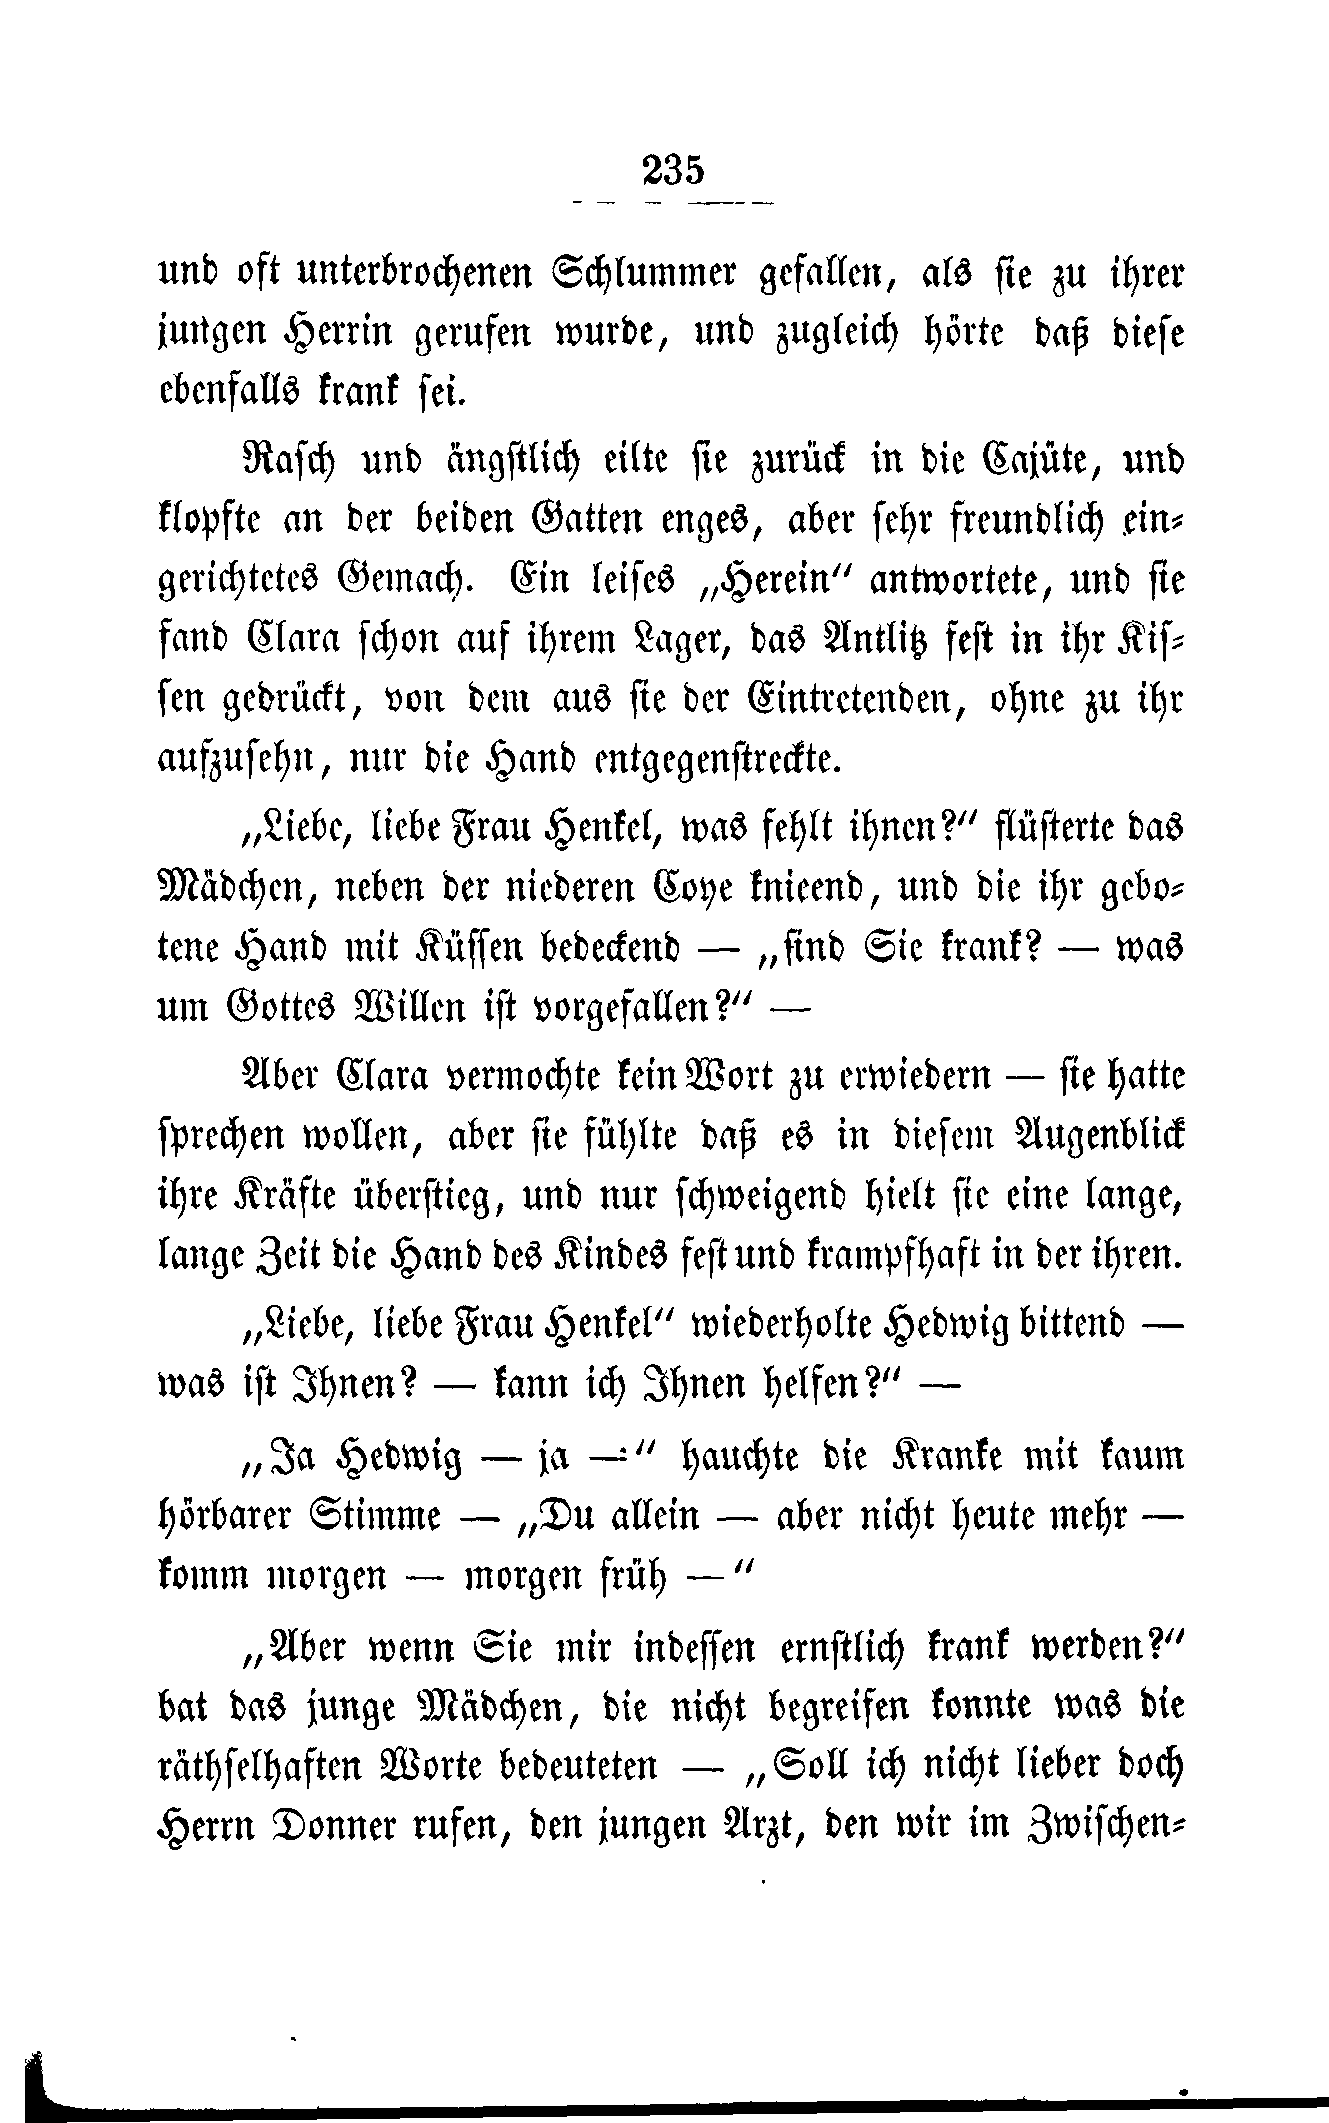 235
und oft unterbrochenen Schlummer gefallen, als sie zu ihrer
jungen Herrin gerufen wurde, und zugleich hörte daß diese
ebenfalls krank sei.
Rasch und ängstlich eilte sie zurück in die Cajüte, und
klopfte an der beiden Gatten enges, aber sehr freundlich ein-
gerichtetes Gemach. Ein leises „Herein“ antwortete, und sie
fand Clara schon auf ihrem Lager, das Antlitz fest in ihr Kis-
sen gedrückt, von dem aus sie der Eintretenden, ohne zu ihr
aufzusehn, nur die Hand entgegenstreckte.
„Liebe, liebe Frau Henkel, was fehlt ihnen?“ flüsterte das
Mädchen, neben der niederen Coye knieend, und die ihr gebo-
tene Hand mit Küssen bedeckend — „sind Sie krank? — was
um Gottes Willen ist vorgefallen?“ —
Aber Clara vermochte kein Wort zu erwiedern — sie hatte
sprechen wollen, aber sie fühlte daß es in diesem Augenblick
ihre Kräfte überstieg, und nur schweigend hielt sie eine lange,
lange Zeit die Hand des Kindes fest und krampfhaft in der ihren.
„Liebe, liebe Frau Henkel“ wiederholte Hedwig bittend —
was ist Ihnen? — kann ich Ihnen helfen?“ —
„Ja Hedwig — ja —“ hauchte die Kranke mit kaum
hörbarer Stimme — „Du allein — aber nicht heute mehr —
komm morgen — morgen früh —“
„Aber wenn Sie mir indessen ernstlich krank werden?“
bat das junge Mädchen, die nicht begreifen konnte was die
räthselhaften Worte bedeuteten — „Soll ich nicht lieber doch
Herrn Donner rufen, den jungen Arzt, den wir im Zwischen-